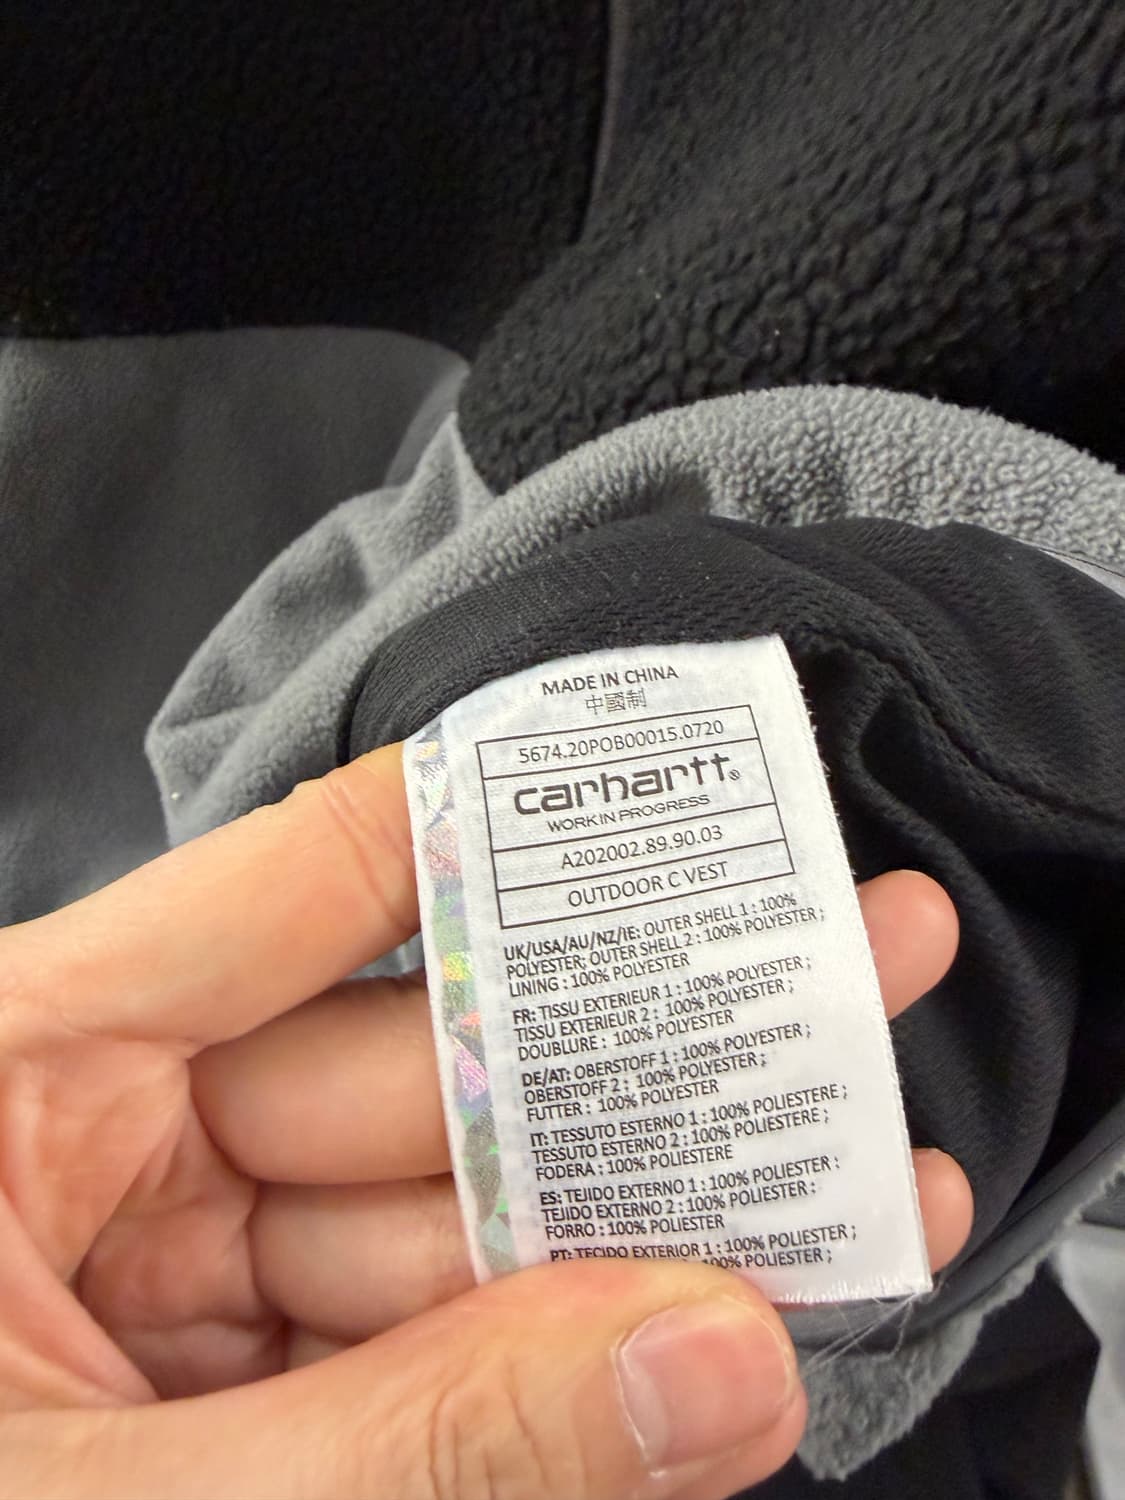 MADE IN CHINA
中國制
5674.20POB00015.0720
carhartt®
WORK IN PROGRESS
A202002.89.90.03
OUTDOOR C VEST
UK/USA/AU/NZ/IE: OUTER SHELL 1 : 100%
POLYESTER; OUTER SHELL 2 : 100% POLYESTER ;
LINING : 100% POLYESTER
FR: TISSU EXTERIEUR 1 : 100% POLYESTER ;
TISSU EXTERIEUR 2 : 100% POLYESTER ;
DOUBLURE : 100% POLYESTER
DE/AT: OBERSTOFF 1 : 100% POLYESTER ;
OBERSTOFF 2 : 100% POLYESTER ;
FUTTER : 100% POLYESTER
IT: TESSUTO ESTERNO 1 : 100% POLIESTERE ;
TESSUTO ESTERNO 2 : 100% POLIESTERE ;
FODERA : 100% POLIESTERE
ES: TEJIDO EXTERNO 1 : 100% POLIESTER ;
TEJIDO EXTERNO 2 : 100% POLIESTER ;
FORRO : 100% POLIESTER
PT: TECIDO EXTERIOR 1 : 100% POLIESTER ;
100% POLIESTER ;